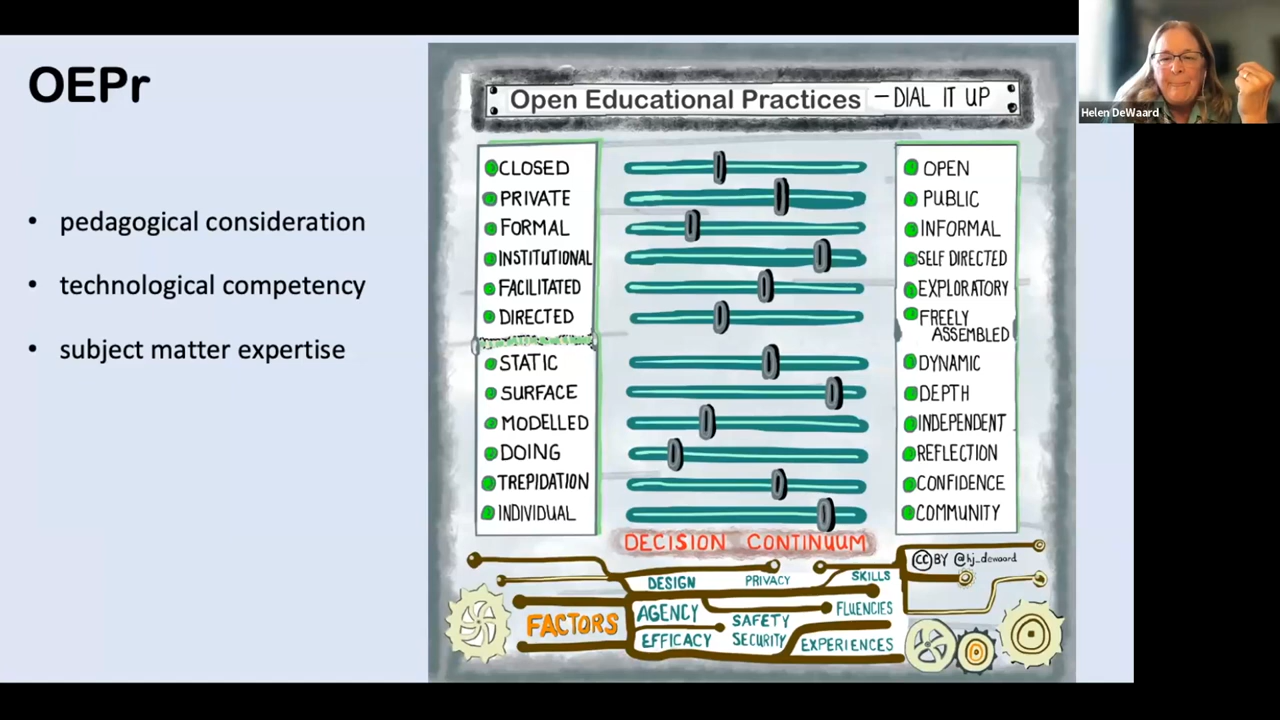 OEPr
• pedagogical consideration
• technological competency
• subject matter expertise
Open Educational Practices – DIAL IT UP
CLOSED OPEN
PRIVATE PUBLIC
FORMAL INFORMAL
INSTITUTIONAL SELF DIRECTED
FACILITATED EXPLORATORY
DIRECTED FREELY
ASSEMBLED
STATIC DYNAMIC
SURFACE DEPTH
MODELLED INDEPENDENT
DOING REFLECTION
TREPIDATION CONFIDENCE
INDIVIDUAL COMMUNITY
DECISION CONTINUUM
CC BY @hj_dewaard
DESIGN PRIVACY SKILLS
FACTORS
AGENCY SAFETY FLUENCIES
EFFICACY SECURITY EXPERIENCES
Helen DeWaard